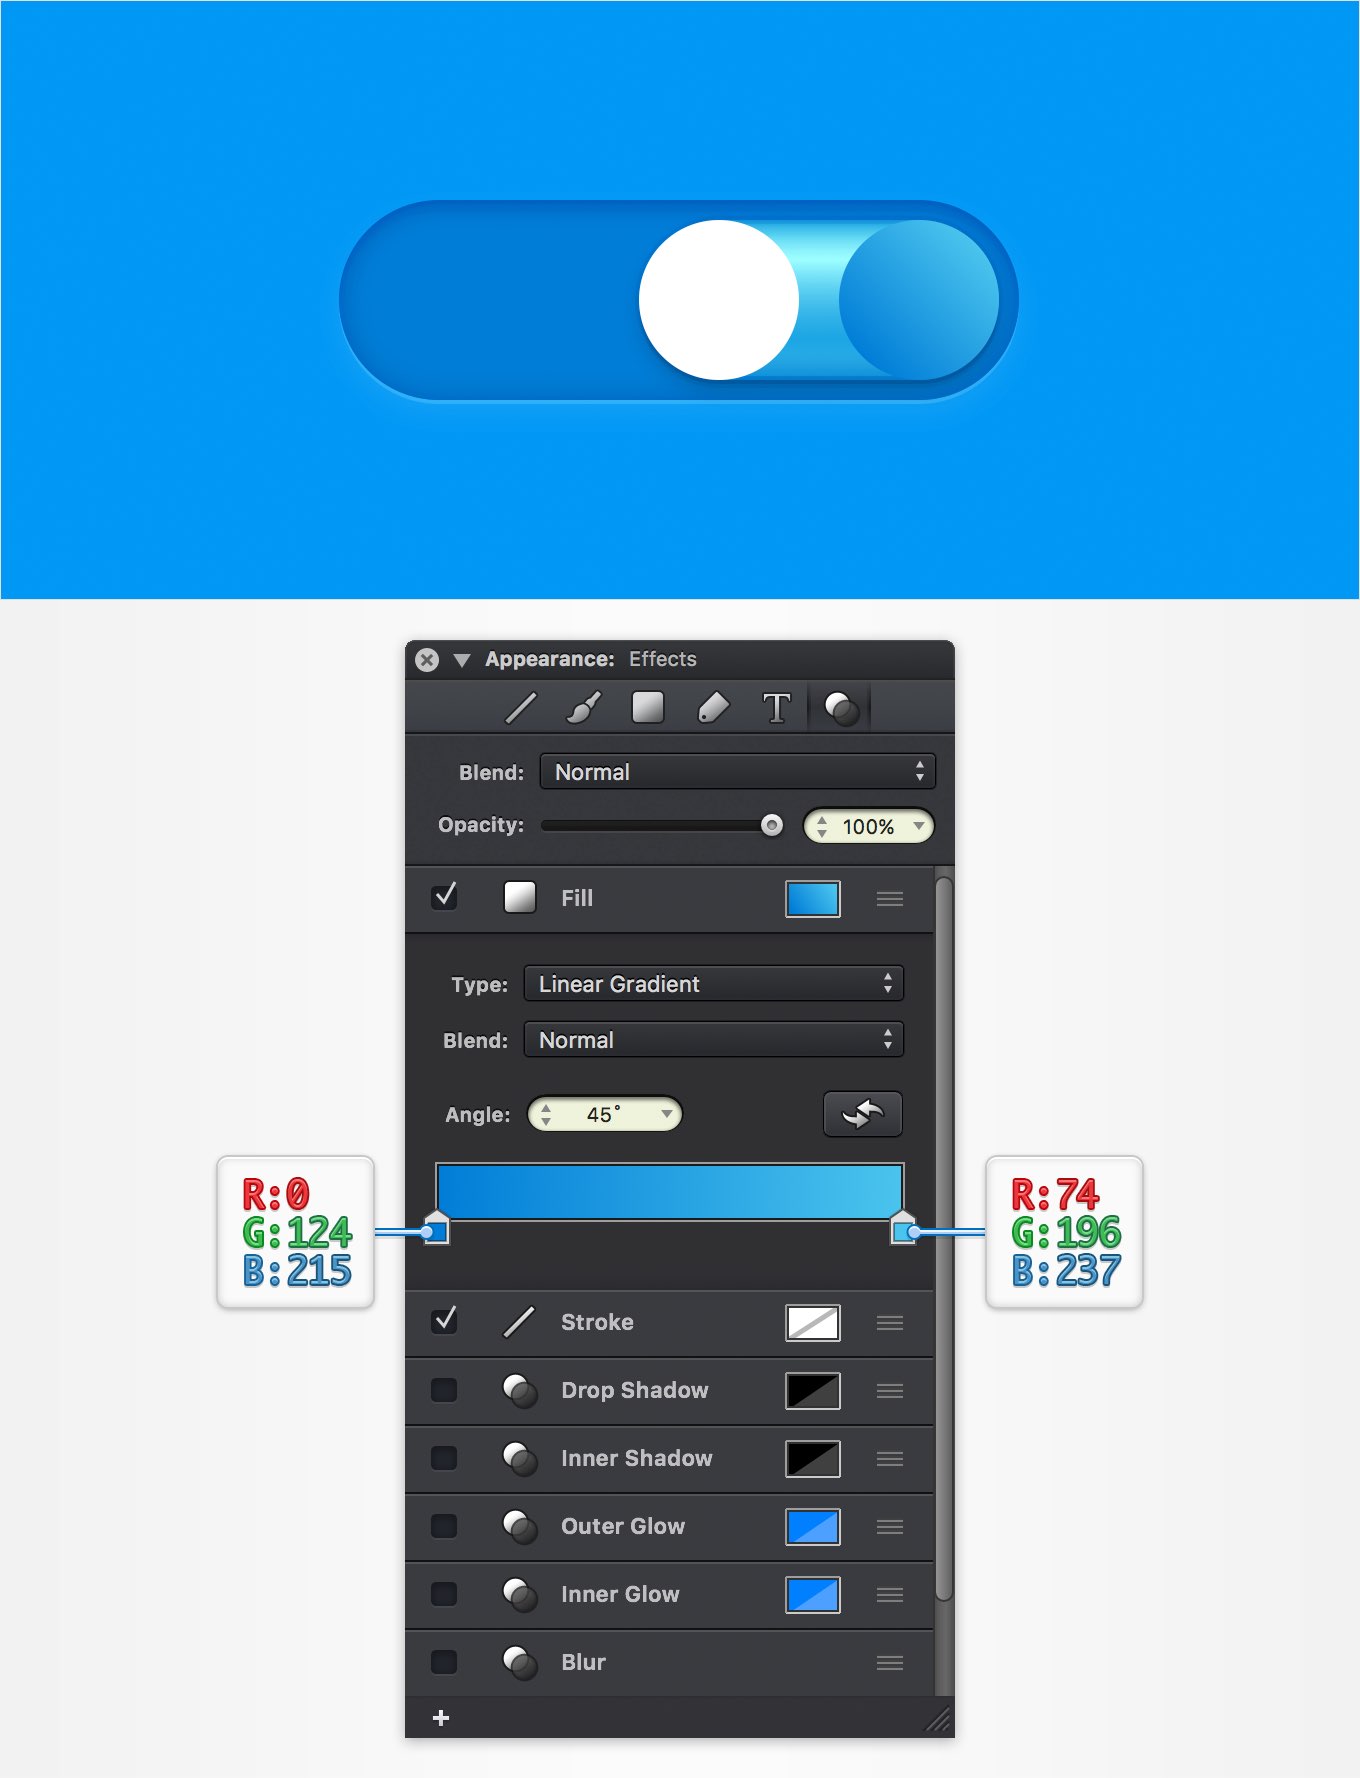 Appearance: Effects
T
Blend: Normal
Opacity: 100%
Fill
Type: Linear Gradient
Blend: Normal
Angle: 45°
R:0
G:124
B:215
R:74
G:196
B:237
Stroke
Drop Shadow
Inner Shadow
Outer Glow
Inner Glow
Blur